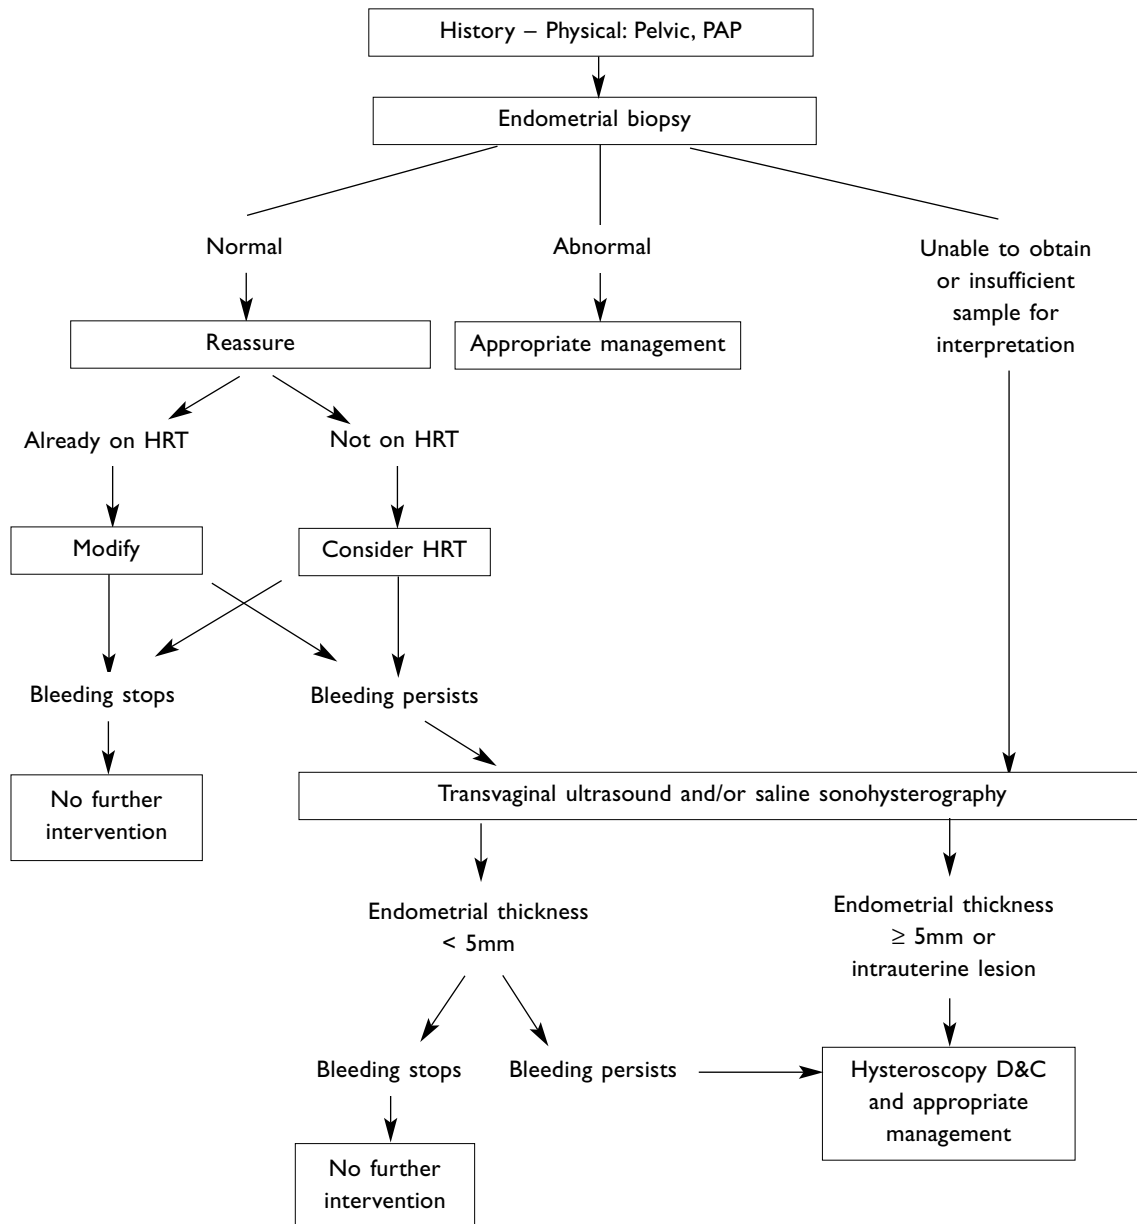 History – Physical: Pelvic, PAP
Endometrial biopsy
Normal
Abnormal
Unable to obtain
or insufficient
sample for
interpretation
Reassure
Appropriate management
Already on HRT
Not on HRT
Modify
Consider HRT
Bleeding stops
Bleeding persists
No further
intervention
Transvaginal ultrasound and/or saline sonohysterography
Endometrial thickness
< 5mm
Endometrial thickness
≥ 5mm or
intrauterine lesion
Bleeding stops
Bleeding persists
Hysteroscopy D&C
and appropriate
management
No further
intervention